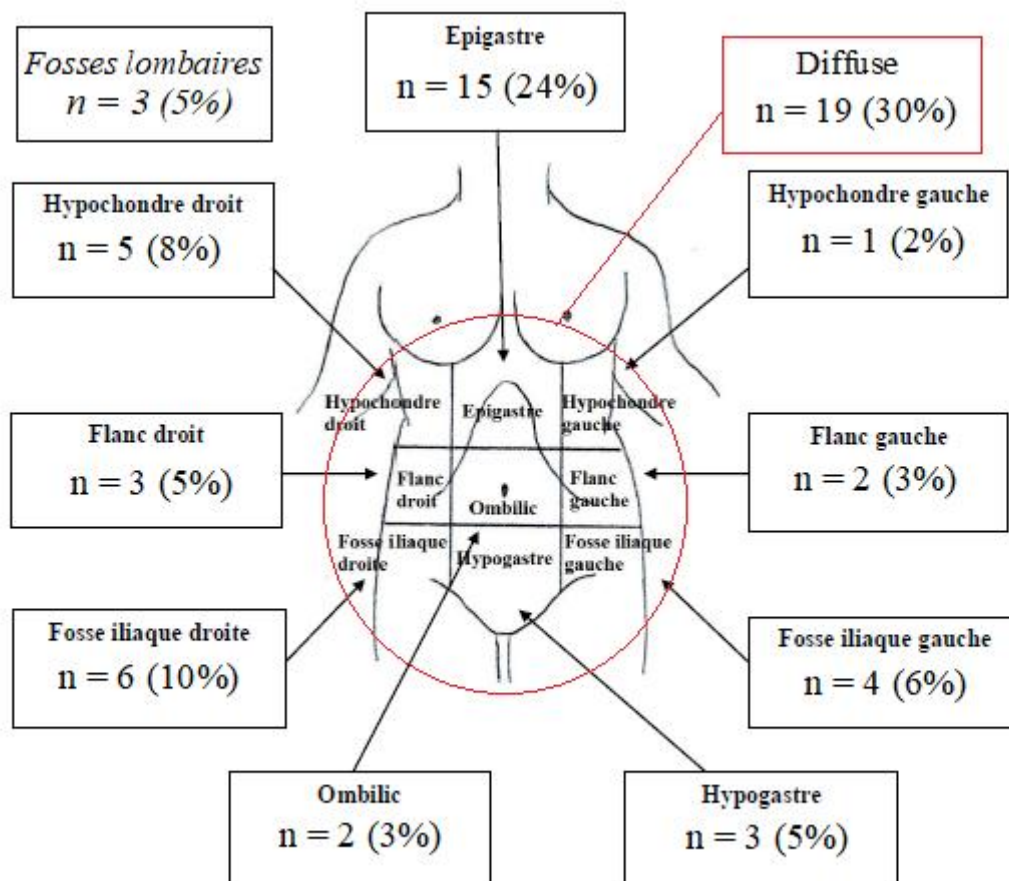 Fosses lombaires
n = 3 (5%)
Epigastre
n = 15 (24%)
Diffuse
n = 19 (30%)
Hypochondre droit
n = 5 (8%)
Hypochondre gauche
n = 1 (2%)
Hypochondre
droit
Epigastre
Hypochondre
gauche
Flanc droit
n = 3 (5%)
Flanc
droit
Ombilic
Flanc
gauche
Flanc gauche
n = 2 (3%)
Fosse iliaque
droite
Hypogastre
Fosse iliaque
gauche
Fosse iliaque droite
n = 6 (10%)
Fosse iliaque gauche
n = 4 (6%)
Ombilic
n = 2 (3%)
Hypogastre
n = 3 (5%)